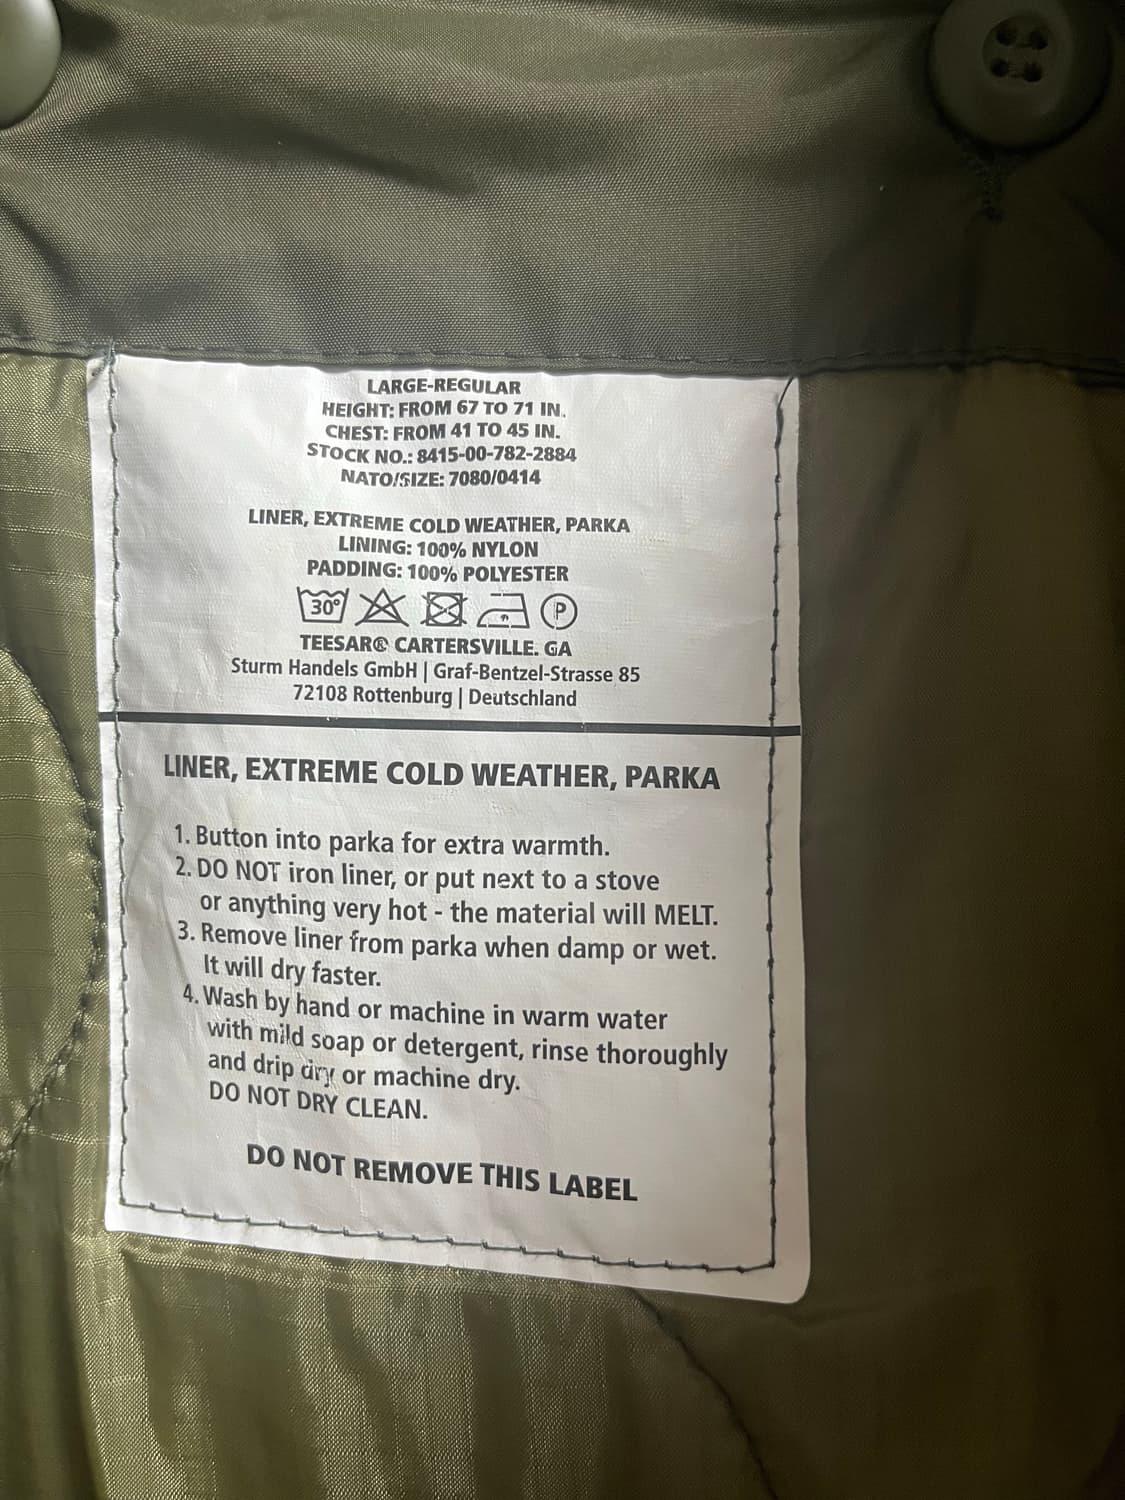 LARGE-REGULAR
HEIGHT: FROM 67 TO 71 IN.
CHEST: FROM 41 TO 45 IN.
STOCK NO.: 8415-00-782-2884
NATO/SIZE: 7080/0414
LINER, EXTREME COLD WEATHER, PARKA
LINING: 100% NYLON
PADDING: 100% POLYESTER
30° P
TEESAR® CARTERSVILLE. GA
Sturm Handels GmbH | Graf-Bentzel-Strasse 85
72108 Rottenburg | Deutschland
LINER, EXTREME COLD WEATHER, PARKA
1. Button into parka for extra warmth.
2. DO NOT iron liner, or put next to a stove
or anything very hot - the material will MELT.
3. Remove liner from parka when damp or wet.
It will dry faster.
4. Wash by hand or machine in warm water
with mild soap or detergent, rinse thoroughly
and drip dry or machine dry.
DO NOT DRY CLEAN.
DO NOT REMOVE THIS LABEL